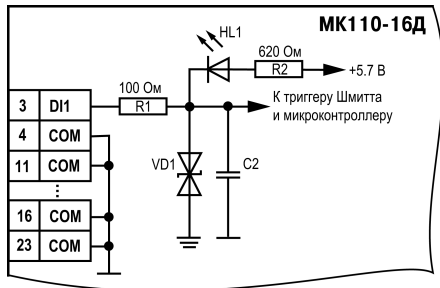 МК110-16Д
HL1
620 Ом
R2
+5.7 В
100 Ом
R1
К триггеру Шмитта
и микроконтроллеру
3 DI1
4 COM
11 COM
⋮
16 COM
23 COM
VD1
C2